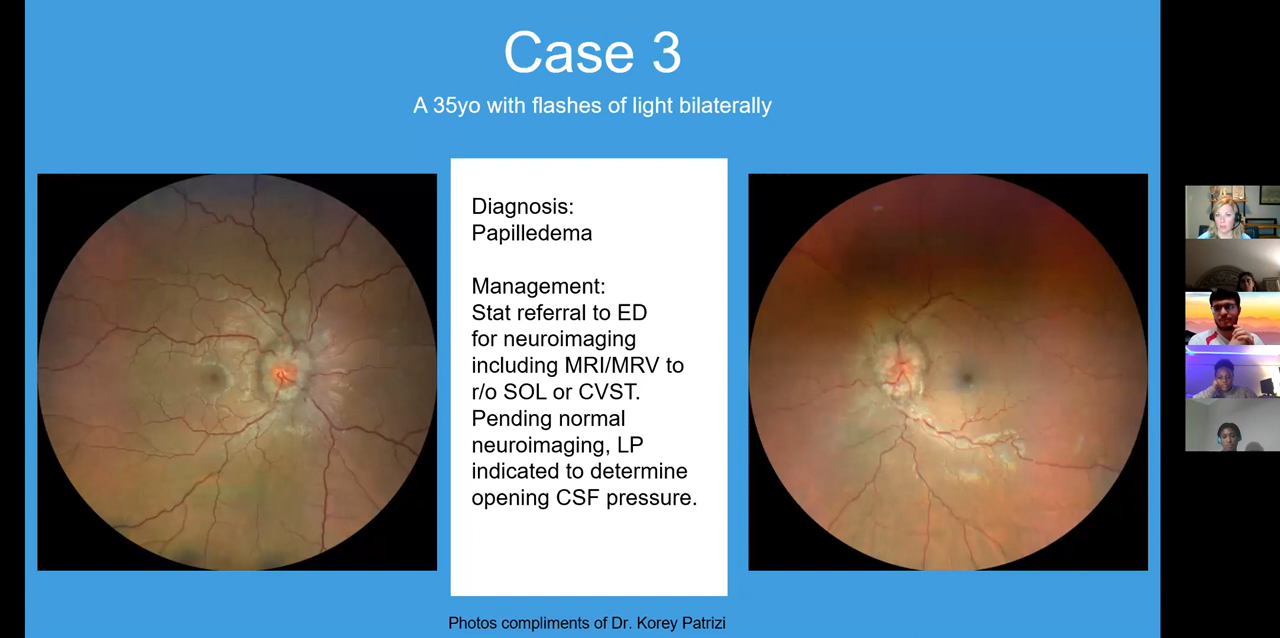 Case 3
A 35yo with flashes of light bilaterally
Diagnosis:
Papilledema
Management:
Stat referral to ED
for neuroimaging
including MRI/MRV to
r/o SOL or CVST.
Pending normal
neuroimaging, LP
indicated to determine
opening CSF pressure.
Photos compliments of Dr. Korey Patrizi